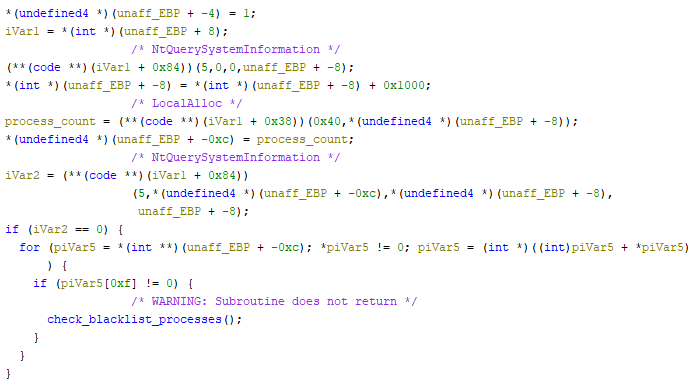 *(undefined4 *)(unaff_EBP + -4) = 1;
iVar1 = *(int *)(unaff_EBP + 8);
/* NtQuerySystemInformation */
(**(code **)(iVar1 + 0x84))(5,0,0,unaff_EBP + -8);
*(int *)(unaff_EBP + -8) = *(int *)(unaff_EBP + -8) + 0x1000;
/* LocalAlloc */
process_count = (**(code **)(iVar1 + 0x38))(0x40,*(undefined4 *)(unaff_EBP + -8));
*(undefined4 *)(unaff_EBP + -0xc) = process_count;
/* NtQuerySystemInformation */
iVar2 = (**(code **)(iVar1 + 0x84))
(5,*(undefined4 *)(unaff_EBP + -0xc),*(undefined4 *)(unaff_EBP + -8),
unaff_EBP + -8);
if (iVar2 == 0) {
for (piVar5 = *(int **)(unaff_EBP + -0xc); *piVar5 != 0; piVar5 = (int *)((int)piVar5 + *piVar5)
) {
if (piVar5[0xf] != 0) {
/* WARNING: Subroutine does not return */
check_blacklist_processes();
}
}
}